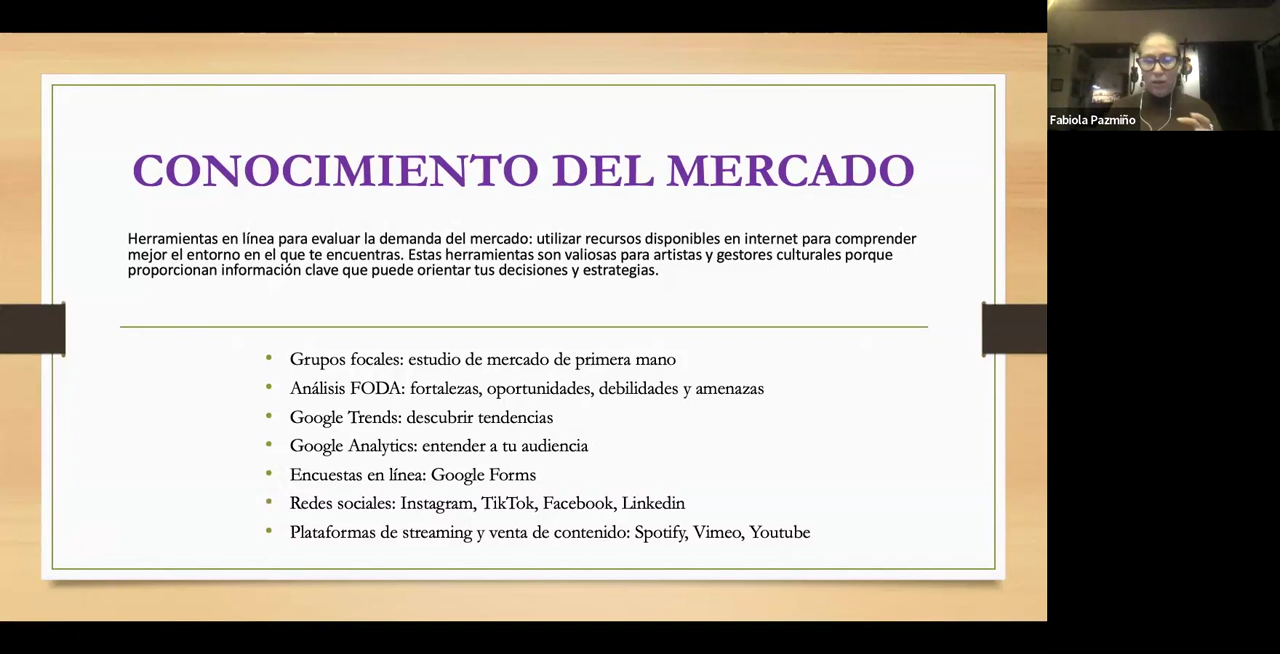 CONOCIMIENTO DEL MERCADO
Herramientas en línea para evaluar la demanda del mercado: utilizar recursos disponibles en internet para comprender
mejor el entorno en el que te encuentras. Estas herramientas son valiosas para artistas y gestores culturales porque
proporcionan información clave que puede orientar tus decisiones y estrategias.
• Grupos focales: estudio de mercado de primera mano
• Análisis FODA: fortalezas, oportunidades, debilidades y amenazas
• Google Trends: descubrir tendencias
• Google Analytics: entender a tu audiencia
• Encuestas en línea: Google Forms
• Redes sociales: Instagram, TikTok, Facebook, Linkedin
• Plataformas de streaming y venta de contenido: Spotify, Vimeo, Youtube
Fabiola Pazmiño